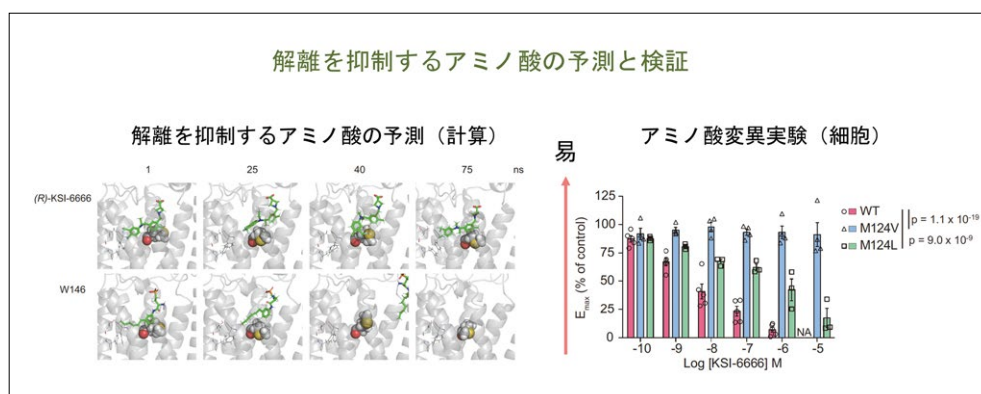 解離を抑制するアミノ酸の予測と検証
解離を抑制するアミノ酸の予測（計算）
1 25 40 75 ns
(R)-KSI-6666
W146
アミノ酸変異実験（細胞）
易
Emax (% of control)
125
100
75
50
25
0
-10 -9 -8 -7 -6 -5
NA
Log [KSI-6666] M
WT
M124V
M124L
p = 1.1 x 10-19
p = 9.0 x 10-9